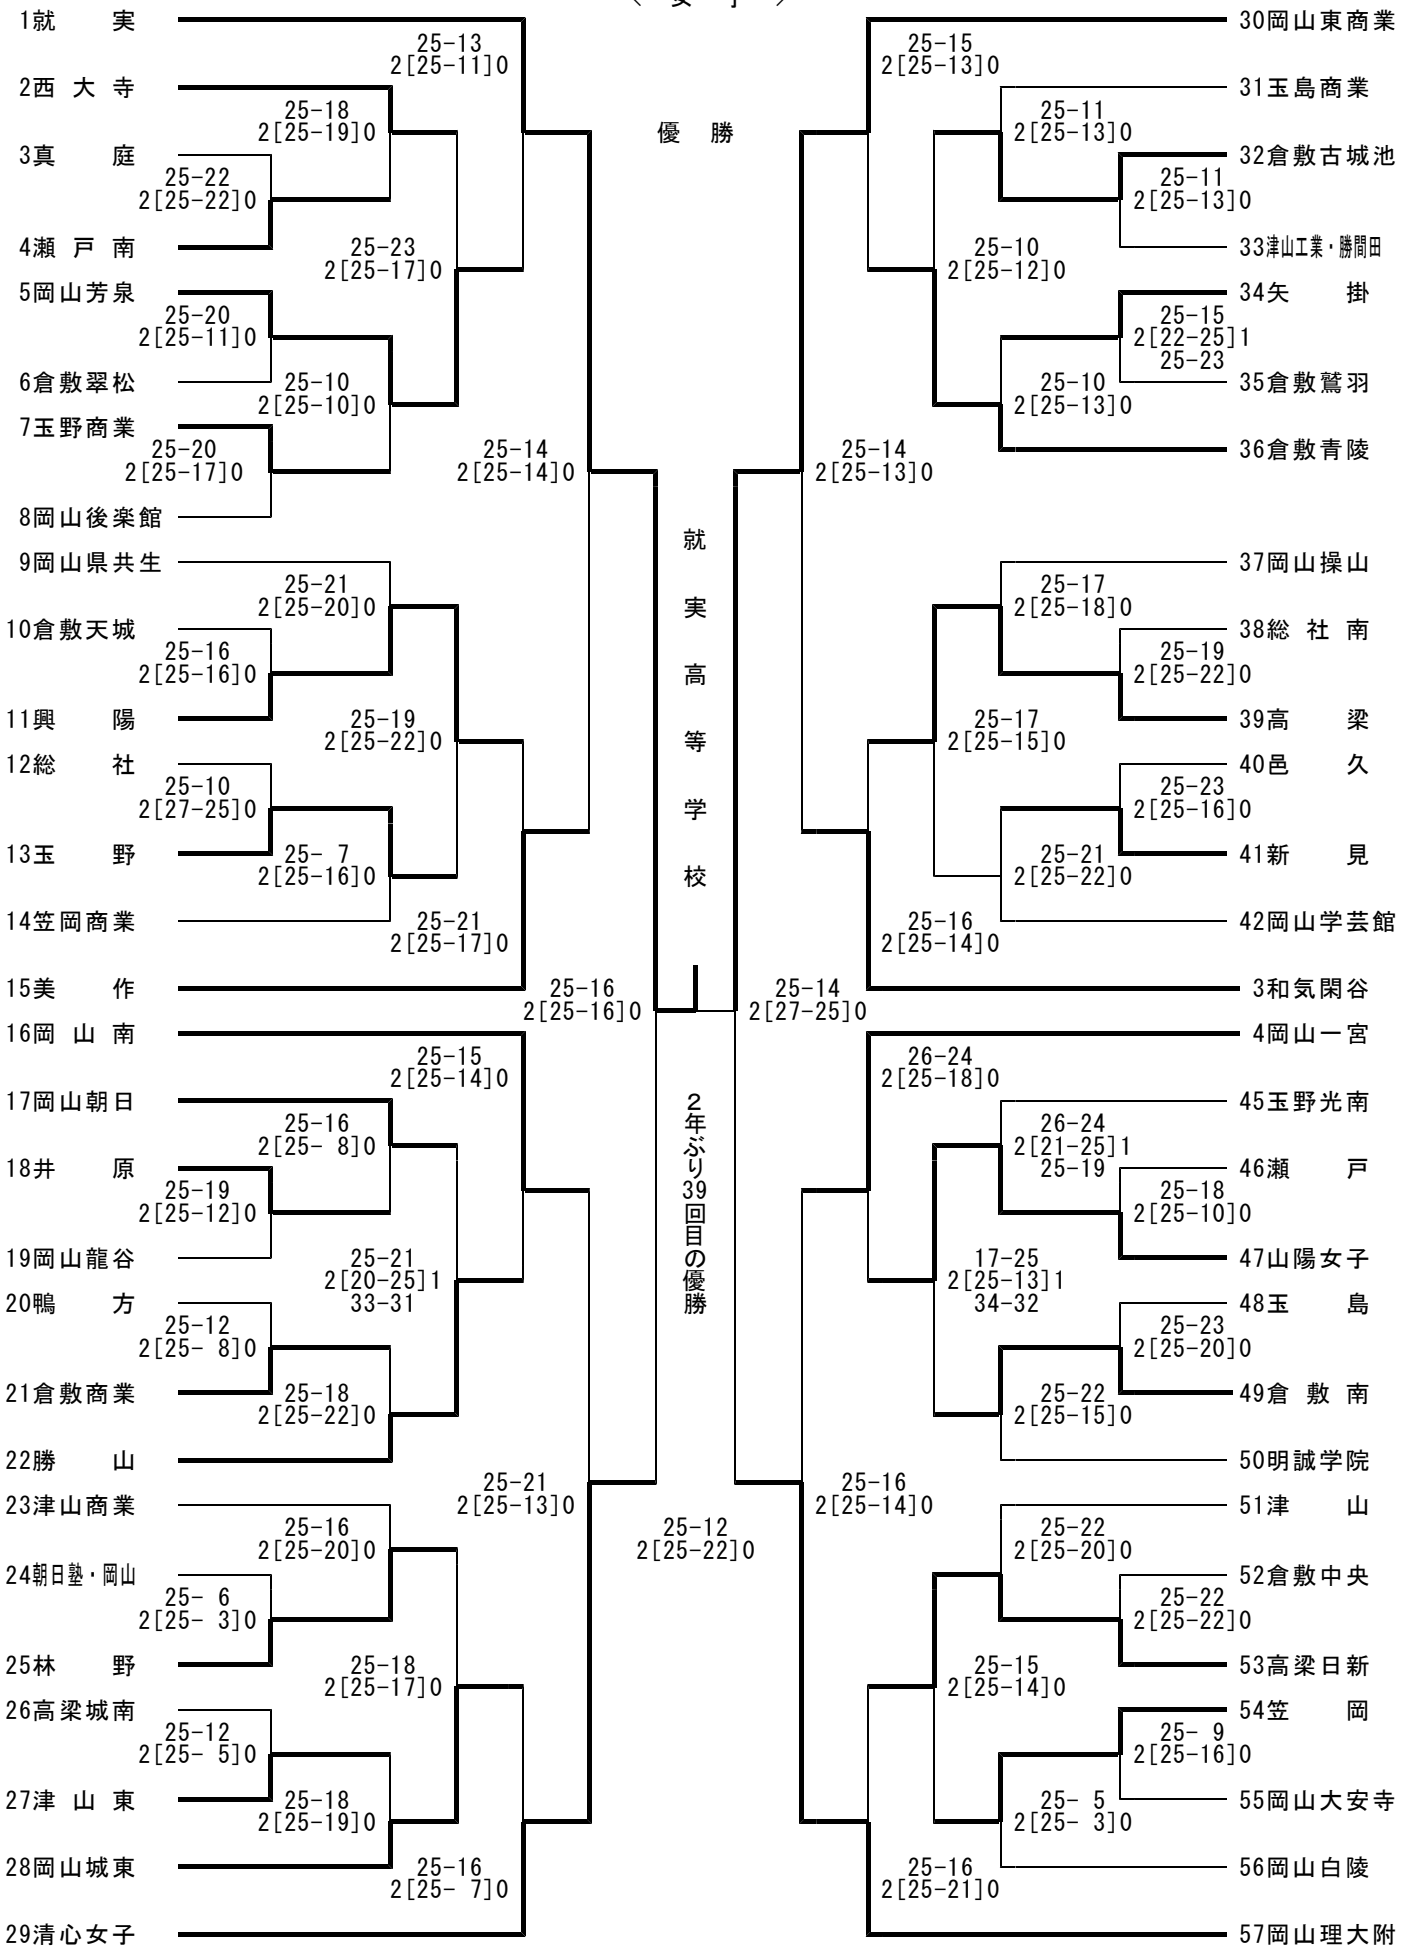 （ 女 子 ）
優 勝
1就 実
25-13
2[25-11]0
2西 大 寺
25-18
2[25-19]0
3真 庭
25-22
2[25-22]0
4瀬 戸 南
25-23
2[25-17]0
5岡山芳泉
25-20
2[25-11]0
6倉敷翠松
25-10
2[25-10]0
7玉野商業
25-20
2[25-17]0
25-14
2[25-14]0
8岡山後楽館
9岡山県共生
25-21
2[25-20]0
10倉敷天城
25-16
2[25-16]0
11興 陽
25-19
2[25-22]0
12総 社
25-10
2[27-25]0
13玉 野
25- 7
2[25-16]0
14笠岡商業
25-21
2[25-17]0
15美 作
25-16
2[25-16]0
16岡 山 南
25-15
2[25-14]0
17岡山朝日
25-16
2[25- 8]0
18井 原
25-19
2[25-12]0
19岡山龍谷
25-21
2[20-25]1
33-31
20鴨 方
25-12
2[25- 8]0
21倉敷商業
25-18
2[25-22]0
22勝 山
25-21
2[25-13]0
23津山商業
25-16
2[25-20]0
24朝日塾・岡山
25- 6
2[25- 3]0
25林 野
25-18
2[25-17]0
26高梁城南
25-12
2[25- 5]0
27津 山 東
25-18
2[25-19]0
28岡山城東
25-16
2[25- 7]0
29清心女子
就実高等学校
2年ぶり39回目の優勝
25-12
2[25-22]0
30岡山東商業
25-15
2[25-13]0
31玉島商業
25-11
2[25-13]0
32倉敷古城池
25-11
2[25-13]0
33津山工業・勝間田
25-10
2[25-12]0
34矢 掛
25-15
2[22-25]1
25-23
35倉敷鷲羽
25-10
2[25-13]0
36倉敷青陵
25-14
2[25-13]0
37岡山操山
25-17
2[25-18]0
38総 社 南
25-19
2[25-22]0
39高 梁
25-17
2[25-15]0
40邑 久
25-23
2[25-16]0
41新 見
25-21
2[25-22]0
42岡山学芸館
25-16
2[25-14]0
3和気閑谷
25-14
2[27-25]0
4岡山一宮
26-24
2[25-18]0
45玉野光南
26-24
2[21-25]1
25-19
46瀬 戸
25-18
2[25-10]0
47山陽女子
17-25
2[25-13]1
34-32
48玉 島
25-23
2[25-20]0
49倉 敷 南
25-22
2[25-15]0
50明誠学院
25-16
2[25-14]0
51津 山
25-22
2[25-20]0
52倉敷中央
25-22
2[25-22]0
53高梁日新
25-15
2[25-14]0
54笠 岡
25- 9
2[25-16]0
55岡山大安寺
25- 5
2[25- 3]0
56岡山白陵
25-16
2[25-21]0
57岡山理大附